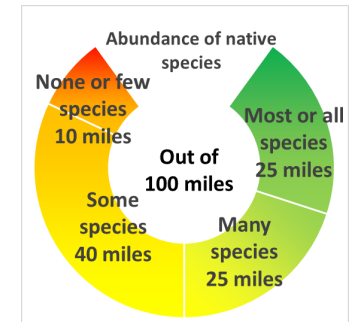 Abundance of native
species
None or few
species
10 miles
Most or all
species
25 miles
Out of
100 miles
Some
species
40 miles
Many
species
25 miles